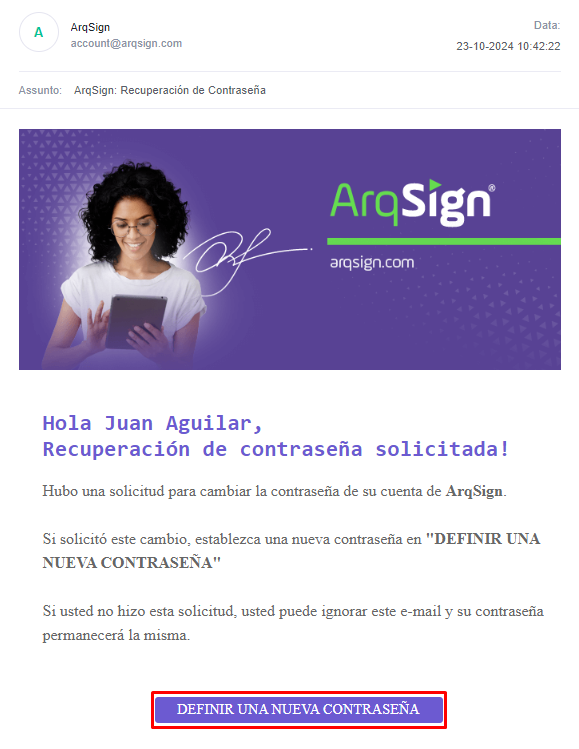 A
ArqSign
account@arqsign.com
Data:
23-10-2024 10:42:22
Assunto: ArqSign: Recuperación de Contraseña
ArqSign®
arqsign.com
Hola Juan Aguilar,
Recuperación de contraseña solicitada!
Hubo una solicitud para cambiar la contraseña de su cuenta de ArqSign.
Si solicitó este cambio, establezca una nueva contraseña en "DEFINIR UNA
NUEVA CONTRASEÑA"
Si usted no hizo esta solicitud, usted puede ignorar este e-mail y su contraseña
permanecerá la misma.
DEFINIR UNA NUEVA CONTRASEÑA